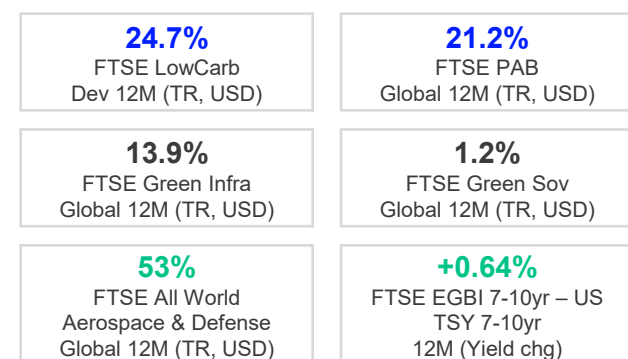 24.7%
FTSE LowCarb
Dev 12M (TR, USD)
21.2%
FTSE PAB
Global 12M (TR, USD)
13.9%
FTSE Green Infra
Global 12M (TR, USD)
1.2%
FTSE Green Sov
Global 12M (TR, USD)
53%
FTSE All World
Aerospace & Defense
Global 12M (TR, USD)
+0.64%
FTSE EGBI 7-10yr – US
TSY 7-10yr
12M (Yield chg)